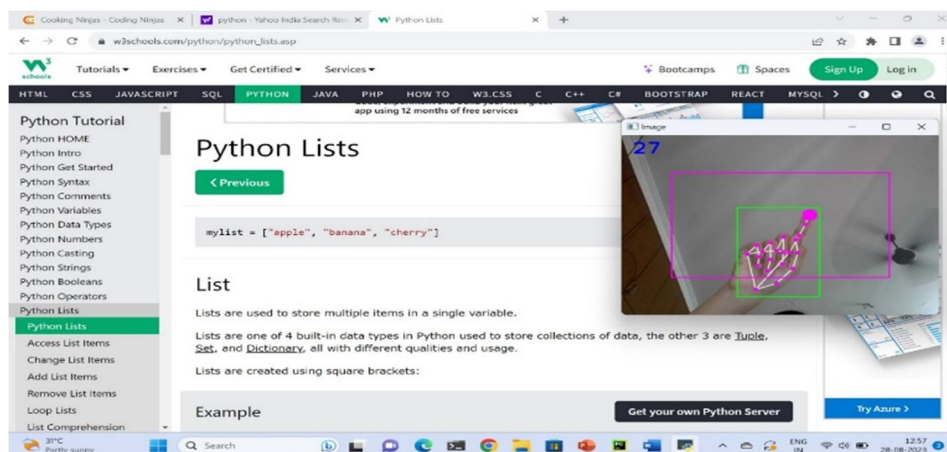 Cooking Ninjas - Coding Ninjas
python - Yahoo India Search Res
Python Lists
w3schools.com/python/python_lists.asp
W3 schools
Tutorials
Exercises
Get Certified
Services
Bootcamps
Spaces
Sign Up
Log in
HTML CSS JAVASCRIPT SQL PYTHON JAVA PHP HOW TO W3.CSS C C++ C# BOOTSTRAP REACT MYSQL
app using 12 months of free services
Python Tutorial
Python HOME
Python Intro
Python Get Started
Python Syntax
Python Comments
Python Variables
Python Data Types
Python Numbers
Python Casting
Python Strings
Python Booleans
Python Operators
Python Lists
Python Lists
Access List Items
Change List Items
Add List Items
Remove List Items
Loop Lists
List Comprehension
Python Lists
❮ Previous
mylist = ["apple", "banana", "cherry"]
List
Lists are used to store multiple items in a single variable.
Lists are one of 4 built-in data types in Python used to store collections of data, the other 3 are Tuple,
Set, and Dictionary, all with different qualities and usage.
Lists are created using square brackets:
Example
Get your own Python Server
Image
27
Try Azure >
31°C
Partly sunny
Search
ENG
IN
12:57
28-08-2023